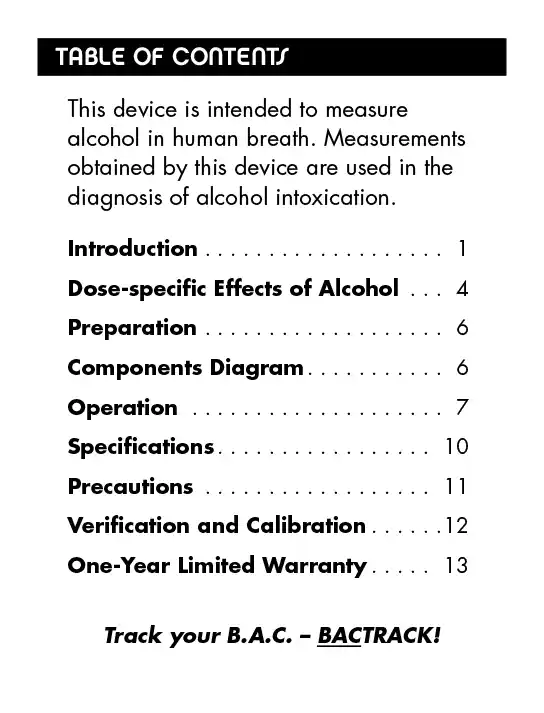 TABLE OF CONTENTS
This device is intended to measure
alcohol in human breath. Measurements
obtained by this device are used in the
diagnosis of alcohol intoxication.
Introduction . . . . . . . . . . . . . . . . . . . 1
Dose-specific Effects of Alcohol . . . 4
Preparation . . . . . . . . . . . . . . . . . . . 6
Components Diagram. . . . . . . . . . . 6
Operation . . . . . . . . . . . . . . . . . . . . 7
Specifications. . . . . . . . . . . . . . . . . 10
Precautions . . . . . . . . . . . . . . . . . . 11
Verification and Calibration . . . . . .12
One-Year Limited Warranty . . . . . 13
Track your B.A.C. – BACTRACK!